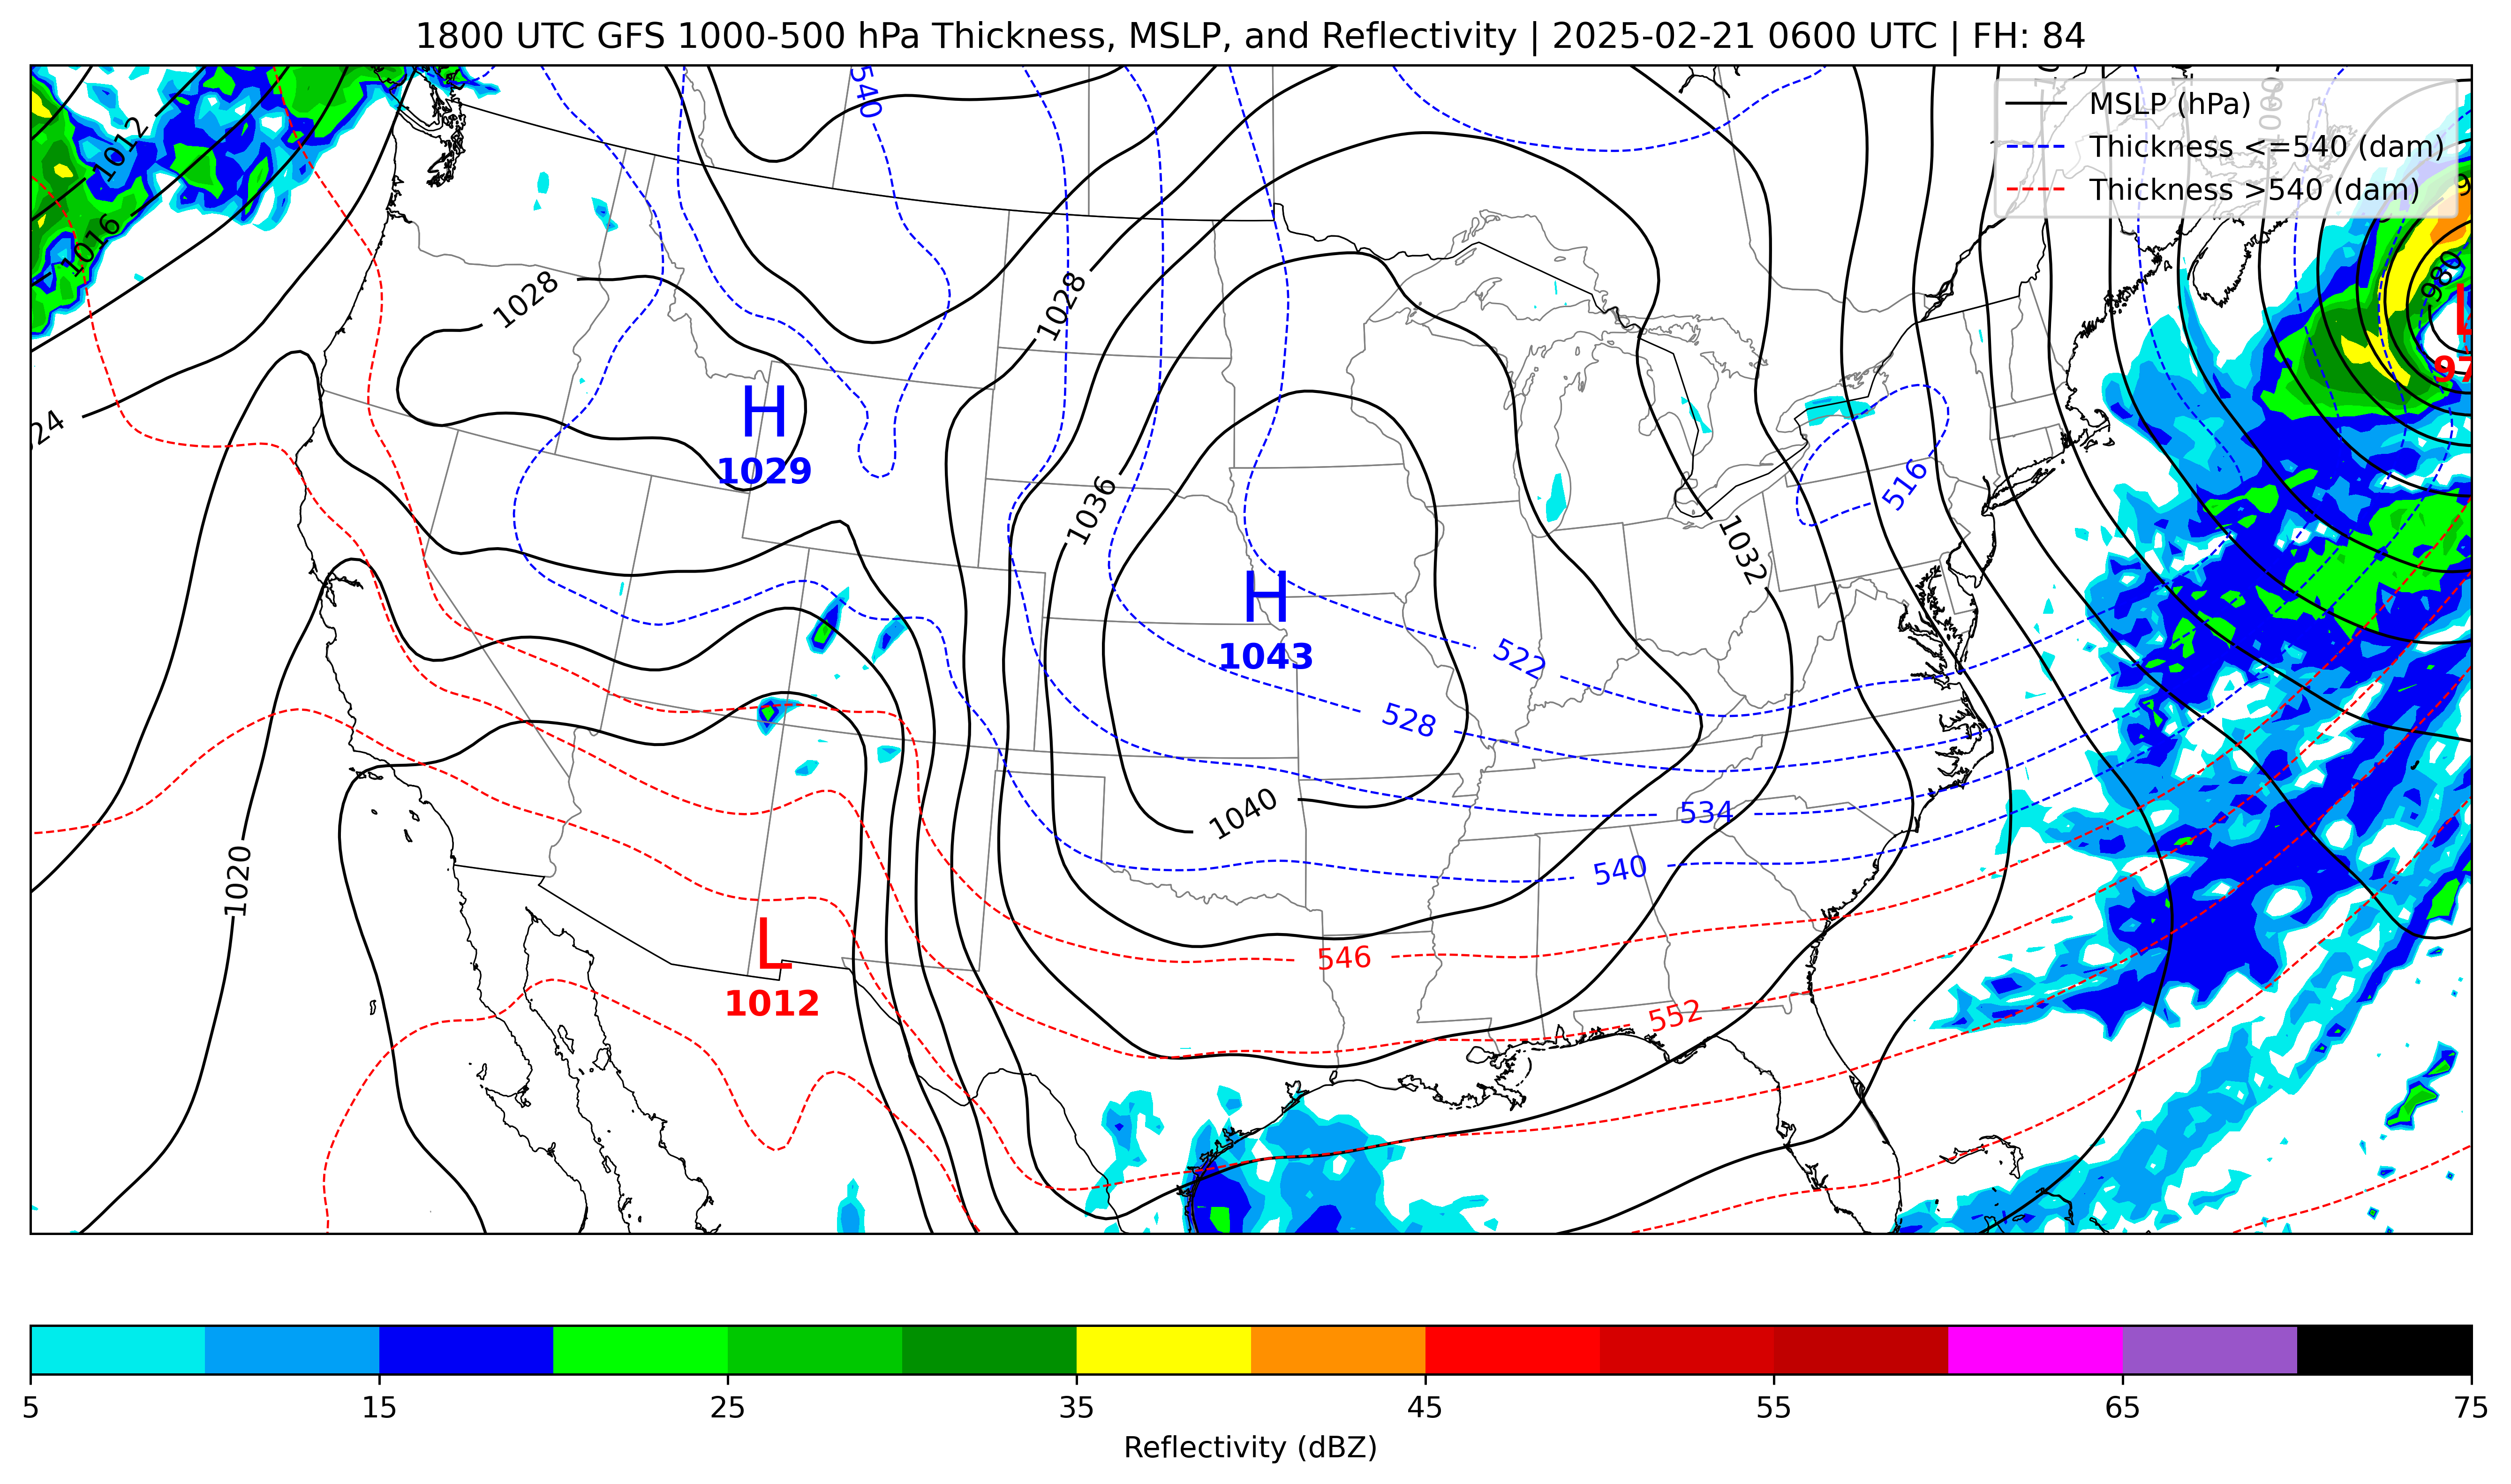 1800 UTC GFS 1000-500 hPa Thickness, MSLP, and Reflectivity | 2025-02-21 0600 UTC | FH: 84
MSLP (hPa)
Thickness <=540 (dam)
Thickness >540 (dam)
540
1012
1000
1016
1028
1028
980
L
H
1029
24
1036
516
1032
H
1043
522
528
1040
534
540
1020
L
1012
546
552
5 15 25 35 45 55 65 75
Reflectivity (dBZ)